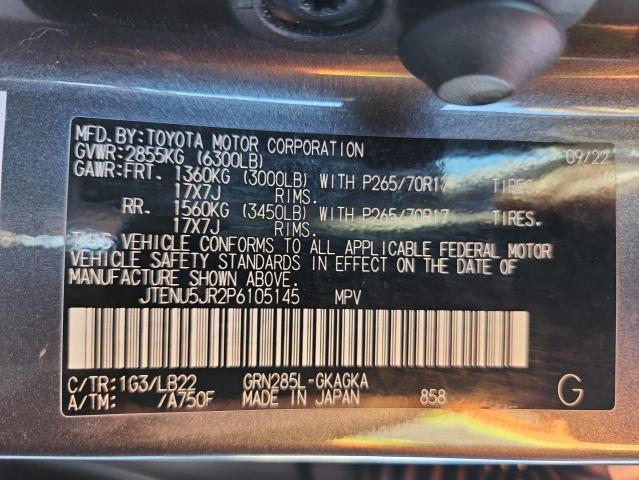 MFD. BY: TOYOTA MOTOR CORPORATION 09/22
GVWR: 2855KG (6300LB)
GAWR: FRT. 1360KG (3000LB) WITH P265/70R17 TIRES,
17X7J RIMS.
RR. 1560KG (3450LB) WITH P265/70R17 TIRES.
17X7J RIMS.
THIS VEHICLE CONFORMS TO ALL APPLICABLE FEDERAL MOTOR
VEHICLE SAFETY STANDARDS IN EFFECT ON THE DATE OF
MANUFACTURE SHOWN ABOVE.
JTENU5JR2P6105145 MPV
C/TR: 1G3/LB22 GRN285L-GKAGKA
A/TM: /A750F MADE IN JAPAN 858 G